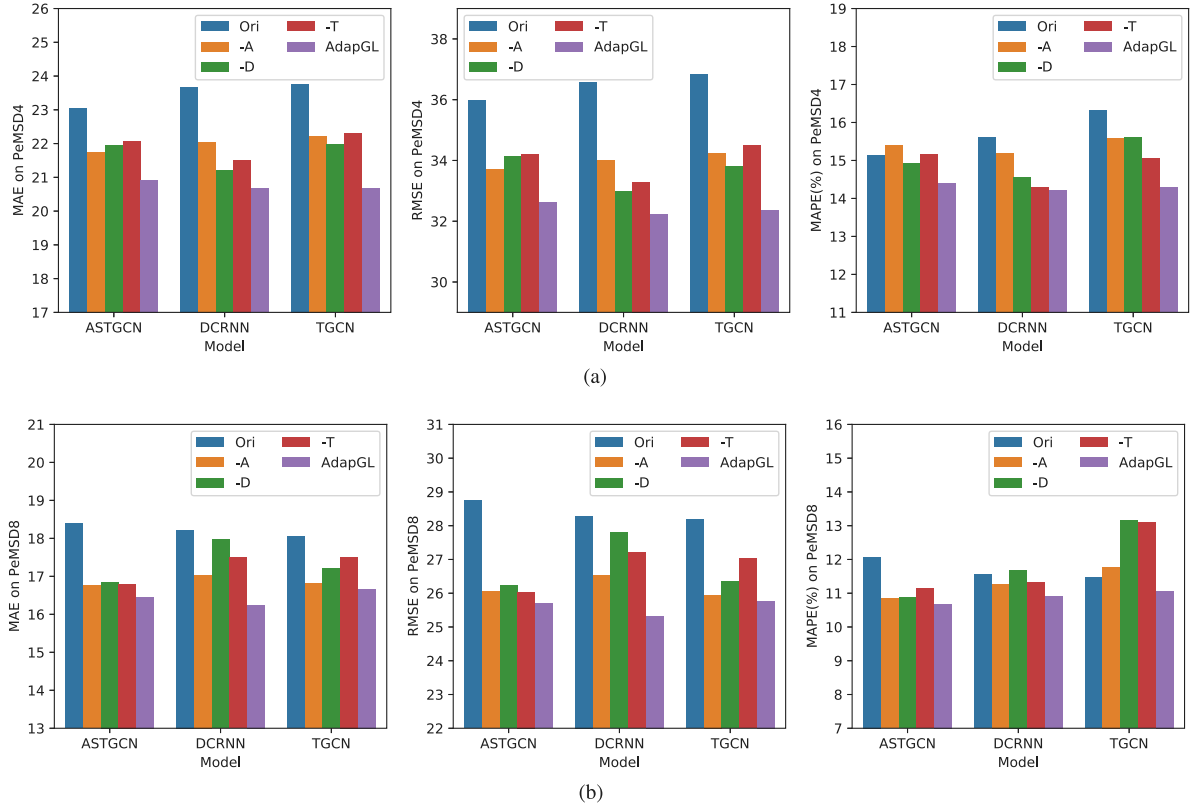 26
25
24
23
22
21
20
19
18
17
MAE on PeMSD4
Ori
-A
-D
-T
AdapGL
ASTGCN DCRNN TGCN
Model
38
36
34
32
30
RMSE on PeMSD4
Ori
-A
-D
-T
AdapGL
ASTGCN DCRNN TGCN
Model
19
18
17
16
15
14
13
12
11
MAPE(%) on PeMSD4
Ori
-A
-D
-T
AdapGL
ASTGCN DCRNN TGCN
Model
(a)
21
20
19
18
17
16
15
14
13
MAE on PeMSD8
Ori
-A
-D
-T
AdapGL
ASTGCN DCRNN TGCN
Model
31
30
29
28
27
26
25
24
23
22
RMSE on PeMSD8
Ori
-A
-D
-T
AdapGL
ASTGCN DCRNN TGCN
Model
16
15
14
13
12
11
10
9
8
7
MAPE(%) on PeMSD8
Ori
-A
-D
-T
AdapGL
ASTGCN DCRNN TGCN
Model
(b)